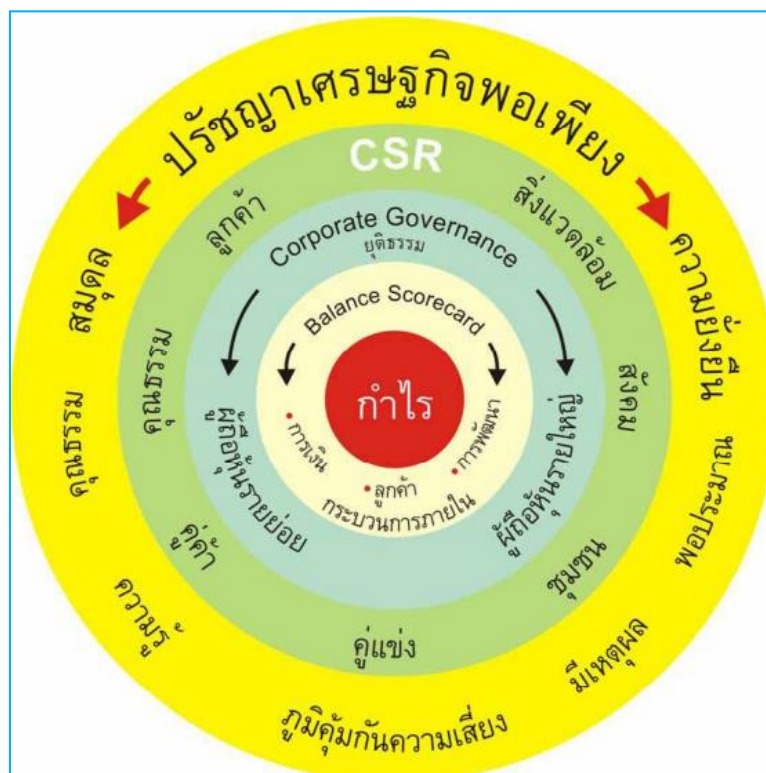 ปรัชญาเศรษฐกิจพอเพียง
สมดุล
ความยั่งยืน
คุณธรรม
พอประมาณ
ความรู้
มีเหตุผล
ภูมิคุ้มกันความเสี่ยง
CSR
ลูกค้า
สิ่งแวดล้อม
คุณธรรม
สังคม
คู่ค้า
ชุมชน
คู่แข่ง
Corporate Governance
ยุติธรรม
ผู้ถือหุ้นรายย่อย
ผู้ถือหุ้นรายใหญ่
Balance Scorecard
• การเงิน
• ลูกค้า
• การพัฒนา
กระบวนการภายใน
กำไร